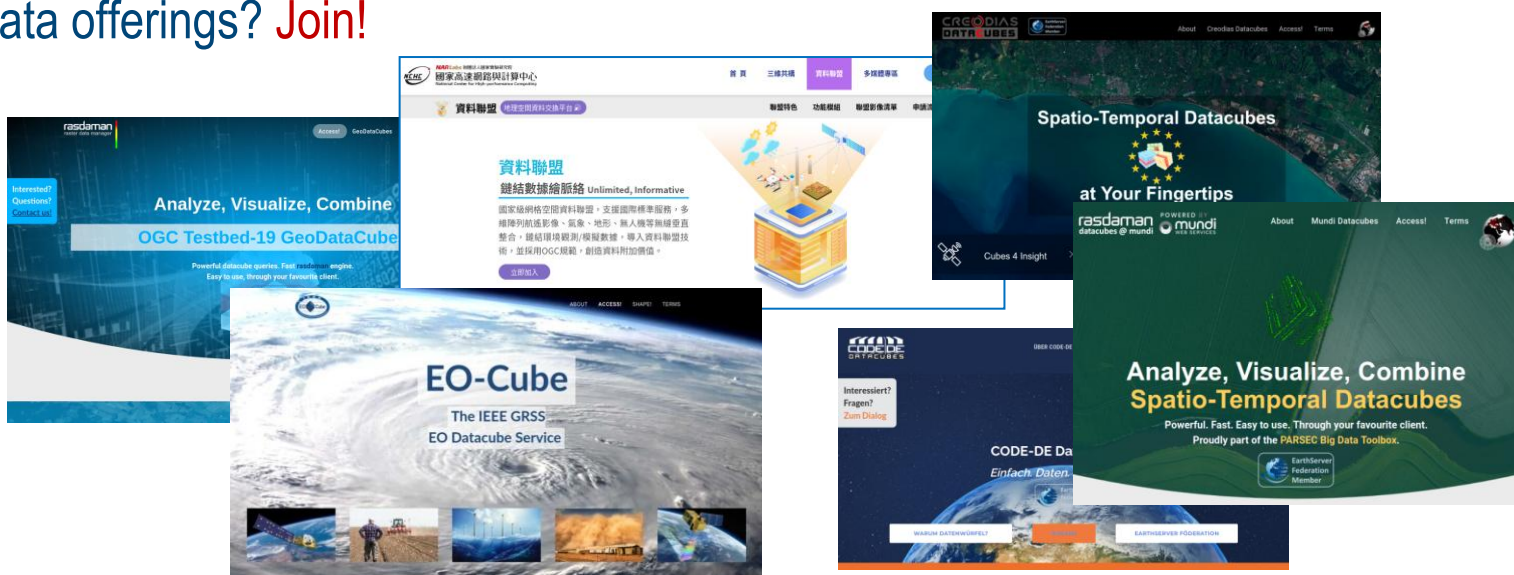 ata offerings? Join!
rasdaman
raster data manager
Access! GeoDataCubes
Interested?
Questions?
Contact us!
Analyze, Visualize, Combine
OGC Testbed-19 GeoDataCube
Powerful datacube queries. Fast rasdaman engine.
Easy to use, through your favourite client.
NCHC
國家高速網路與計算中心
National Center for High-performance Computing
首頁 三維共構 資料聯盟 多媒體專區
資料聯盟 地理空間資料交換平台
聯盟特色 功能模組 聯盟影像清單
資料聯盟
鏈結數據繪脈絡 Unlimited, Informative
國家級網格空間資料聯盟,支援國際標準服務,多
維陣列航遙影像、氣象、地形、無人機等無縫垂直
整合,鏈結環境觀測/模擬數據,導入資料聯盟技
術,並採用OGC規範,創造資料附加價值。
立即加入
CREODIAS
DATACUBES
EarthServer
Federation
Member
About Creodias Datacubes Access! Terms
Spatio-Temporal Datacubes
at Your Fingertips
Cubes 4 Insight
EO-Cube
ABOUT ACCESS! SHAPE! TERMS
EO-Cube
The IEEE GRSS
EO Datacube Service
CODE-DE
DATACUBES
ÜBER CODE-DE
Interessiert?
Fragen?
Zum Dialog
CODE-DE Da
Einfach. Daten.
WARUM DATENWÜRFEL?
EARTHSERVER FÖDERATION
rasdaman
datacubes @ mundi
POWERED BY
mundi
WEB SERVICES
About Mundi Datacubes Access! Terms
Analyze, Visualize, Combine
Spatio-Temporal Datacubes
Powerful. Fast. Easy to use. Through your favourite client.
Proudly part of the PARSEC Big Data Toolbox.
EarthServer
Federation
Member